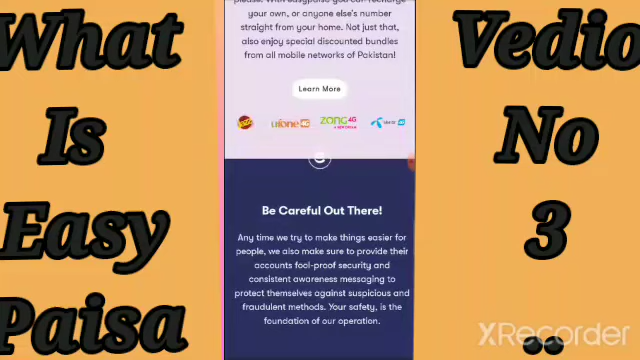 What
Is
Easy
Paisa
please. With easypaisa you can recharge
your own, or anyone else's number
straight from your home. Not just that,
also enjoy special discounted bundles
from all mobile networks of Pakistan!
Learn More
ufone 4G
ZONG 4G
Be Careful Out There!
Any time we try to make things easier for
people, we also make sure to provide their
accounts fool-proof security and
consistent awareness messaging to
protect themselves against suspicious and
fraudulent methods. Your safety, is the
foundation of our operation.
Vedio
No
3
XRecorder